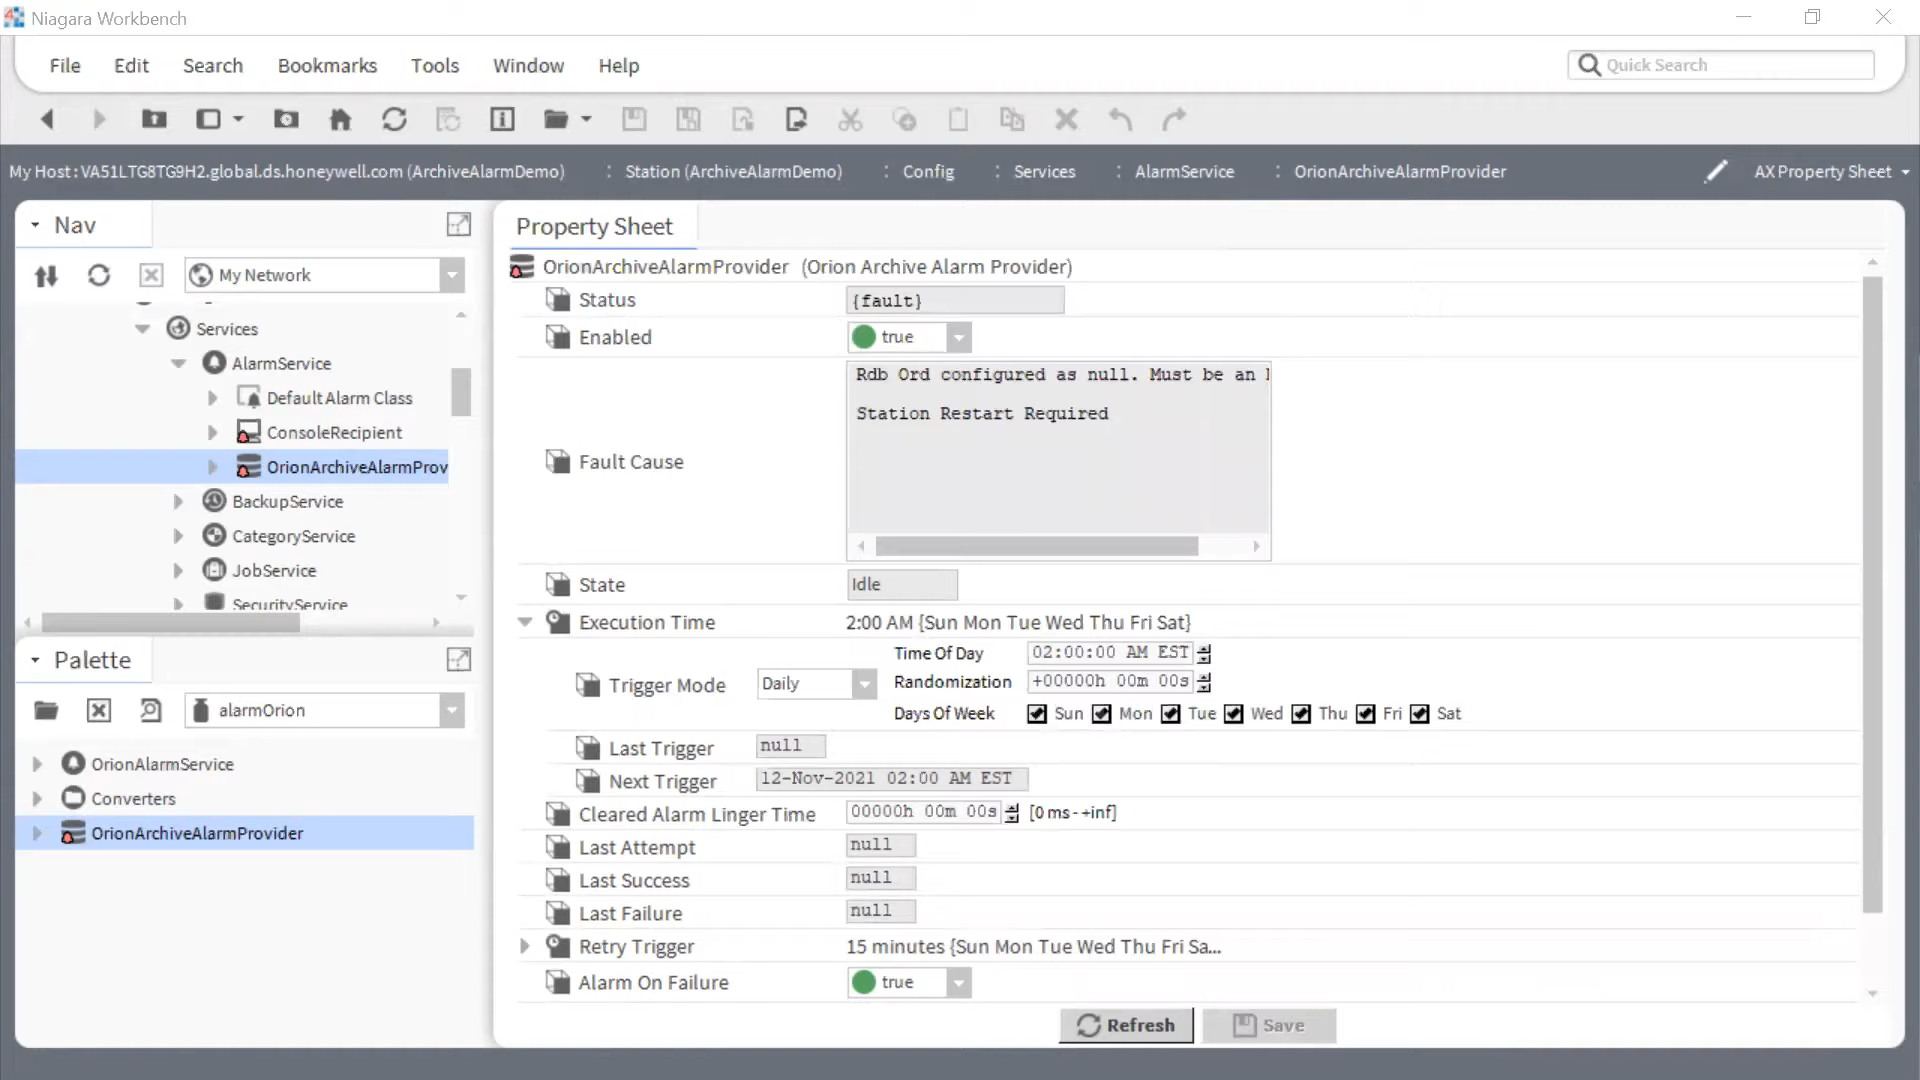 Niagara Workbench
File Edit Search Bookmarks Tools Window Help
Quick Search
My Host : VA51LTG8TG9H2.global.ds.honeywell.com (ArchiveAlarmDemo) : Station (ArchiveAlarmDemo) : Config : Services : AlarmService : OrionArchiveAlarmProvider
AX Property Sheet
Nav
My Network
Services
AlarmService
Default Alarm Class
ConsoleRecipient
OrionArchiveAlarmProv
BackupService
CategoryService
JobService
SecurityService
Palette
alarmOrion
OrionAlarmService
Converters
OrionArchiveAlarmProvider
Property Sheet
OrionArchiveAlarmProvider (Orion Archive Alarm Provider)
Status {fault}
Enabled true
Fault Cause
Rdb Ord configured as null. Must be an
Station Restart Required
State Idle
Execution Time 2:00 AM {Sun Mon Tue Wed Thu Fri Sat}
Trigger Mode Daily
Time Of Day 02:00:00 AM EST
Randomization +00000h 00m 00s
Days Of Week Sun Mon Tue Wed Thu Fri Sat
Last Trigger null
Next Trigger 12-Nov-2021 02:00 AM EST
Cleared Alarm Linger Time 00000h 00m 00s [0 ms - +inf]
Last Attempt null
Last Success null
Last Failure null
Retry Trigger 15 minutes {Sun Mon Tue Wed Thu Fri Sa...
Alarm On Failure true
Refresh Save